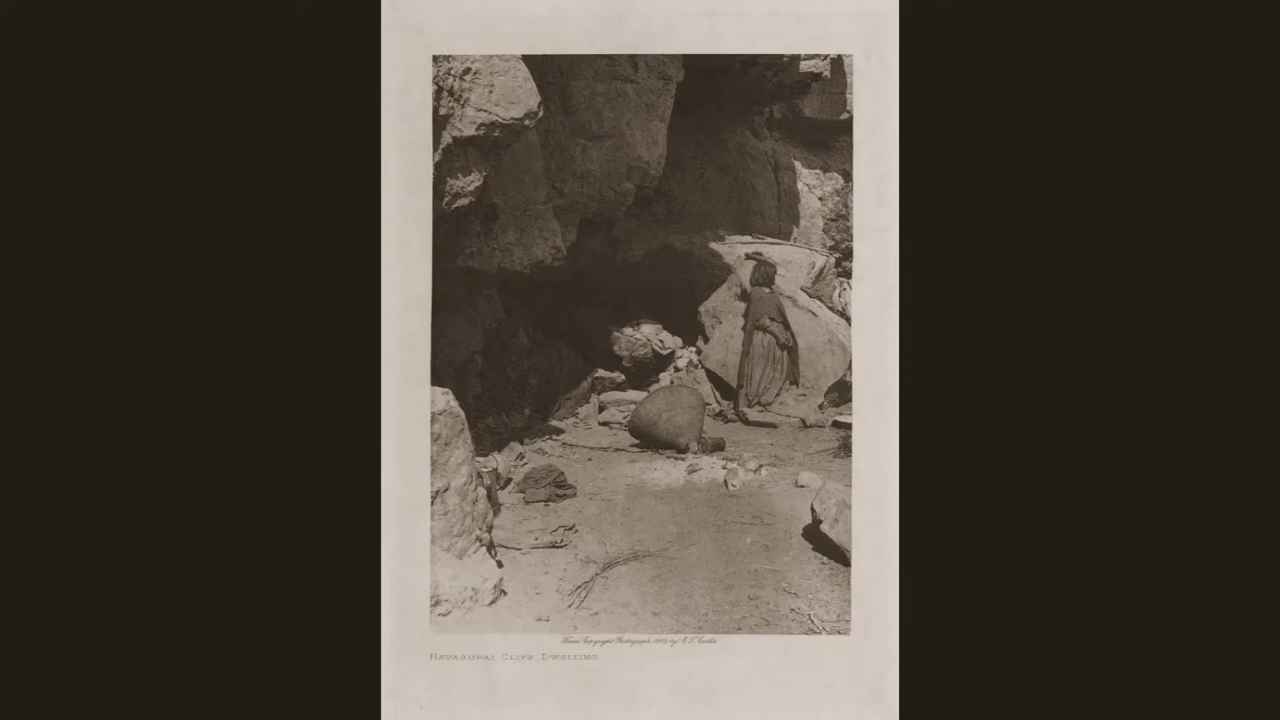 From Copyright Photograph 1903, by E.S. Curtis
HAVASUPAI CLIFF DWELLING